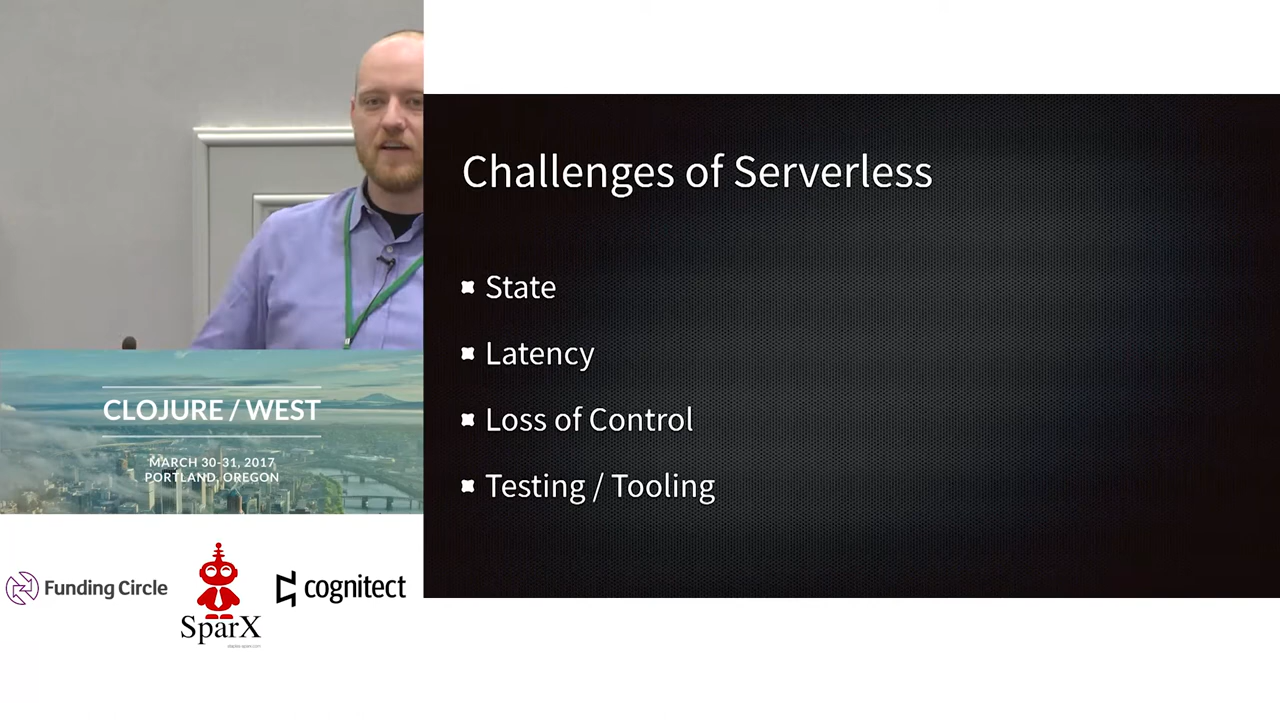 Challenges of Serverless
State
Latency
Loss of Control
Testing / Tooling
CLOJURE / WEST
MARCH 30-31, 2017
PORTLAND, OREGON
Funding Circle
SparX
cognitect